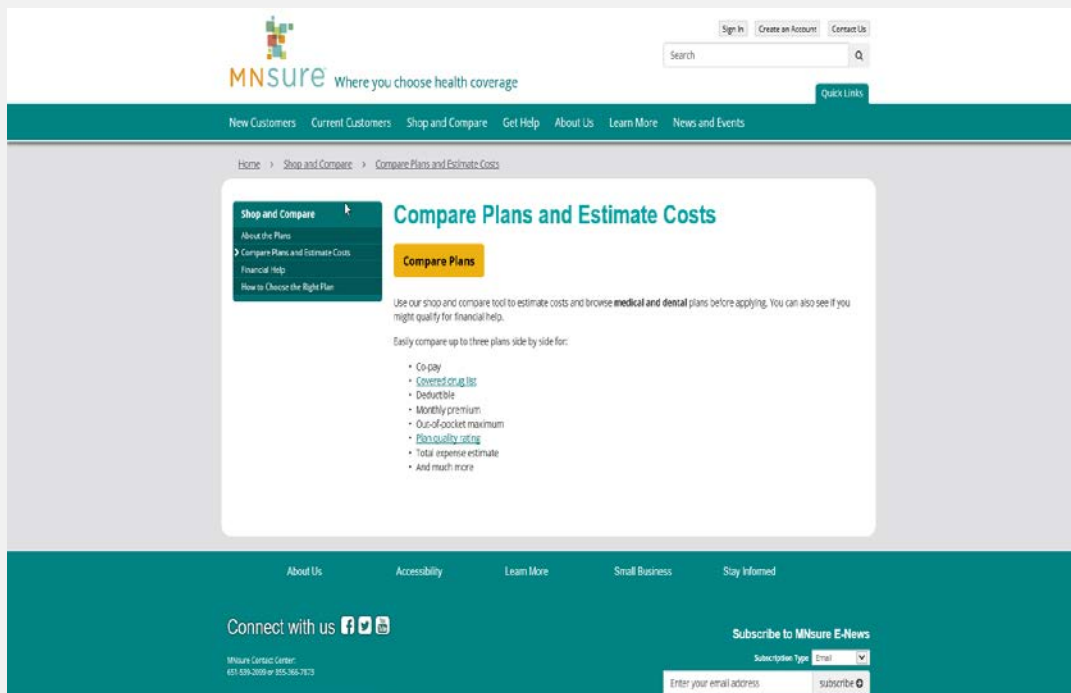 Sign In Create an Account Contact Us
Search
MNsure Where you choose health coverage
Quick Links
New Customers Current Customers Shop and Compare Get Help About Us Learn More News and Events
Home > Shop and Compare > Compare Plans and Estimate Costs
Shop and Compare
About the Plans
Compare Plans and Estimate Costs
Financial Help
How to Choose the Right Plan
Compare Plans and Estimate Costs
Compare Plans
Use our shop and compare tool to estimate costs and browse medical and dental plans before applying. You can also see if you
might qualify for financial help.
Easily compare up to three plans side by side for:
• Co-pay
• Covered drug list
• Deductible
• Monthly premium
• Out-of-pocket maximum
• Plan quality rating
• Total expense estimate
• And much more
About Us Accessibility Learn More Small Business Stay Informed
Connect with us
Subscribe to MNsure E-News
Subscription Type Email
MNsure Contact Center:
651-539-2099 or 855-366-7873
Enter your email address subscribe